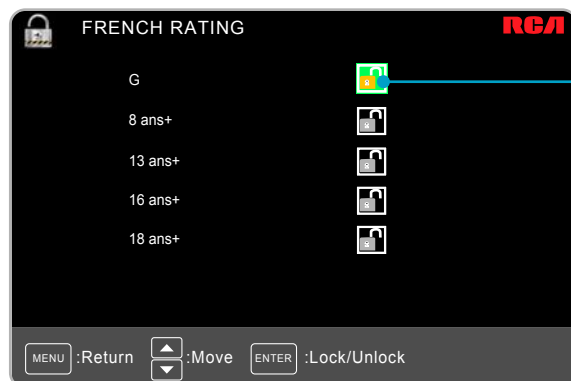 FRENCH RATING
RCA
G
8 ans+
13 ans+
16 ans+
18 ans+
MENU :Return :Move ENTER :Lock/Unlock